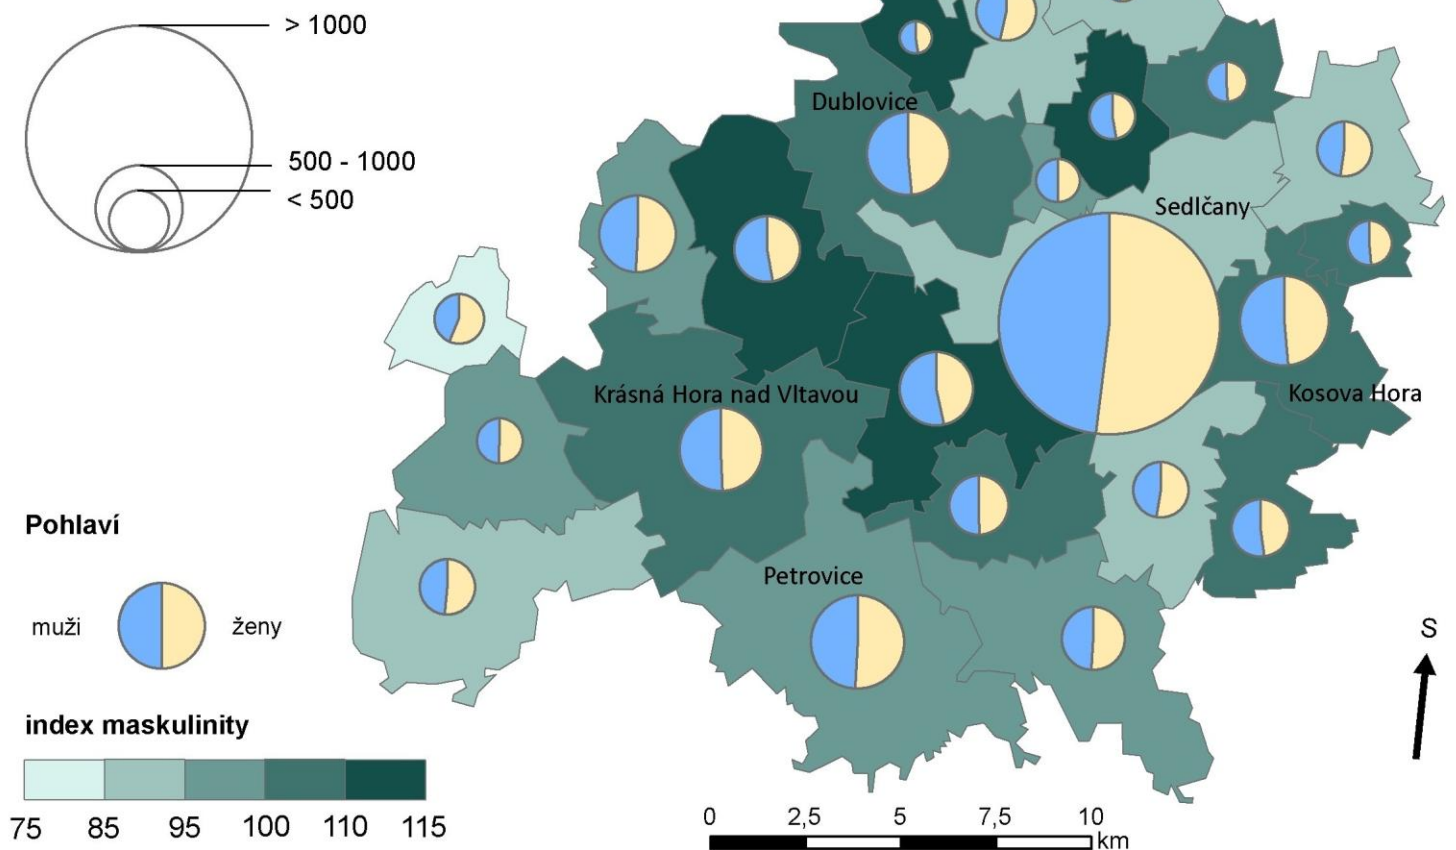 > 1000
500 - 1000
< 500
Dublovice
Sedlčany
Krásná Hora nad Vltavou
Kosova Hora
Petrovice
Pohlaví
muži
ženy
index maskulinity
75 85 95 100 110 115
S
0 2,5 5 7,5 10
km